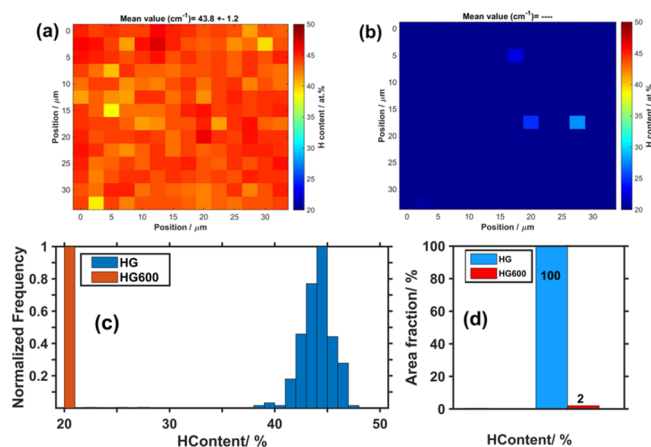 Mean value (cm⁻¹)= 43.8 +- 1.2
(a)
Position / μm
0
5
10
15
20
25
30
0 5 10 15 20 25 30
Position / μm
50
45
40
35
30
25
20
H content / at.%
Mean value (cm⁻¹)= ----
(b)
Position / μm
0
5
10
15
20
25
30
0 5 10 15 20 25 30
Position / μm
50
45
40
35
30
25
20
H content / at.%
Normalized Frequency
1
0.8
0.6
0.4
0.2
HG
HG600
(c)
20 30 40 50
HContent/ %
Area fraction/ %
100
80
60
40
20
0
HG
HG600
100
(d)
2
HContent/ %